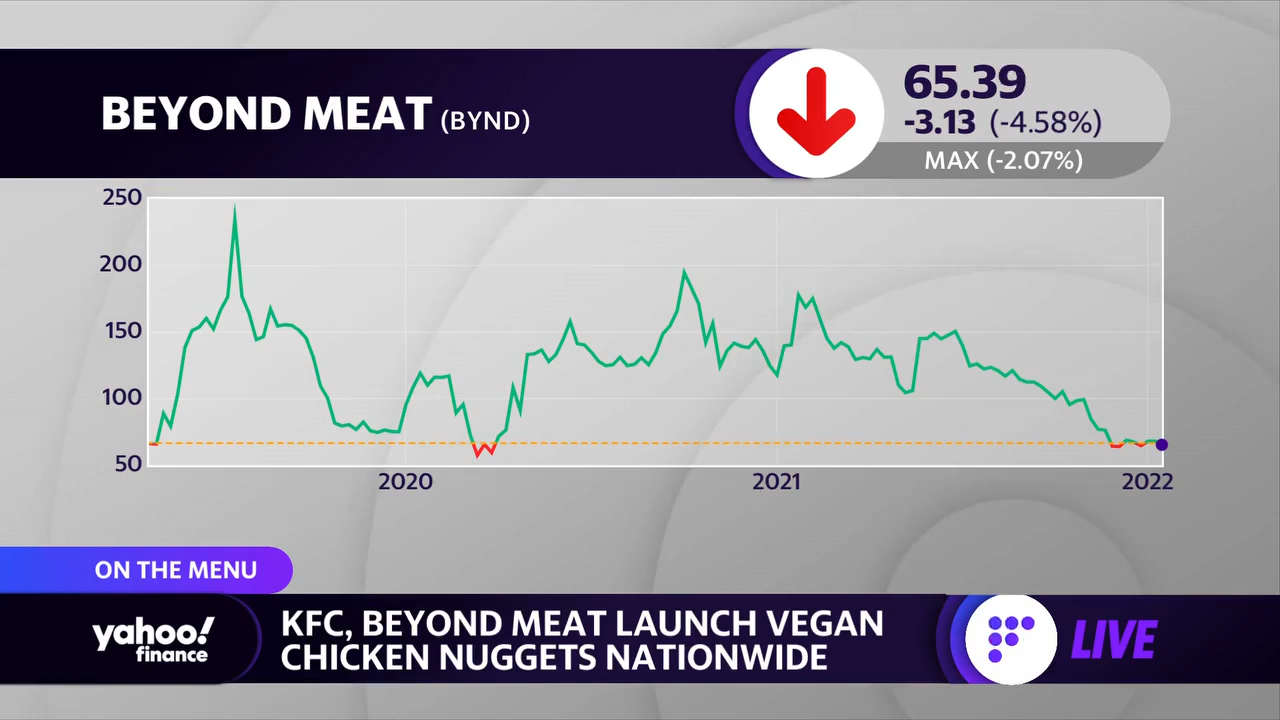 BEYOND MEAT (BYND)
65.39
-3.13 (-4.58%)
MAX (-2.07%)
250
200
150
100
50
2020 2021 2022
ON THE MENU
yahoo!
finance
KFC, BEYOND MEAT LAUNCH VEGAN
CHICKEN NUGGETS NATIONWIDE
LIVE